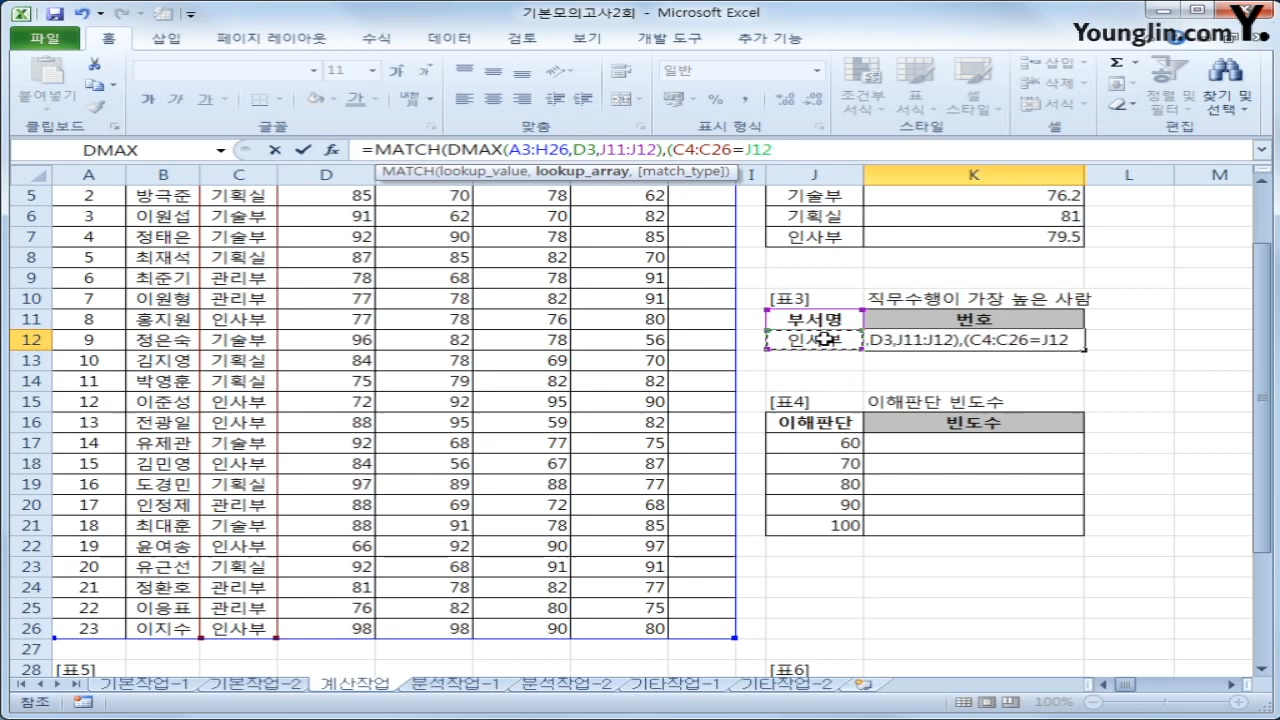 기본모의고사2회 - Microsoft Excel
Younglin.com Y.
파일 홈 삽입 페이지 레이아웃 수식 데이터 검토 보기 개발 도구 추가 기능
붙여넣기 11 가 가 일반 조건부 서식 표 서식 셀 스타일 삽입 삭제 서식 정렬 및 필터 찾기 및 선택
가 가 가 가 % ,
클립보드 글꼴 맞춤 표시 형식 스타일 셀 편집
DMAX fx =MATCH(DMAX(A3:H26,D3,J11:J12),(C4:C26=J12
MATCH(lookup_value, lookup_array, [match_type])
A B C D I J K L M
5 2 방극준 기획실 85 70 78 62 기술부 76.2
6 3 이원섭 기술부 91 62 70 82 기획실 81
7 4 정태은 기술부 92 90 78 85 인사부 79.5
8 5 최재석 기획실 87 85 82 70
9 6 최준기 관리부 78 68 78 91
10 7 이원형 관리부 77 78 82 91 [표3] 직무수행이 가장 높은 사람
11 8 홍지원 인사부 77 78 76 80 부서명 번호
12 9 정은숙 기획실 96 82 78 56 인사부 ,D3,J11:J12),(C4:C26=J12
13 10 김지영 기획실 84 78 69 70
14 11 박영훈 기획실 75 79 82 82
15 12 이준성 인사부 72 92 95 90 [표4] 이해판단 빈도수
16 13 전광일 인사부 88 95 59 82 이해판단 빈도수
17 14 유제관 기술부 92 68 77 75 60
18 15 김민영 인사부 84 56 67 87 70
19 16 도경민 기획실 97 89 88 77 80
20 17 인정제 관리부 88 69 72 68 90
21 18 최대훈 기술부 88 91 78 85 100
22 19 윤여송 인사부 66 92 90 97
23 20 유근선 기획실 92 68 91 91
24 21 정환호 관리부 81 78 82 77
25 22 이응표 관리부 76 82 80 75
26 23 이지수 인사부 98 98 90 80
27
28 [표5] [표6]
기본작업-1 기본작업-2 계산작업 분석작업-1 분석작업-2 기타작업-1 기타작업-2
참조 100%